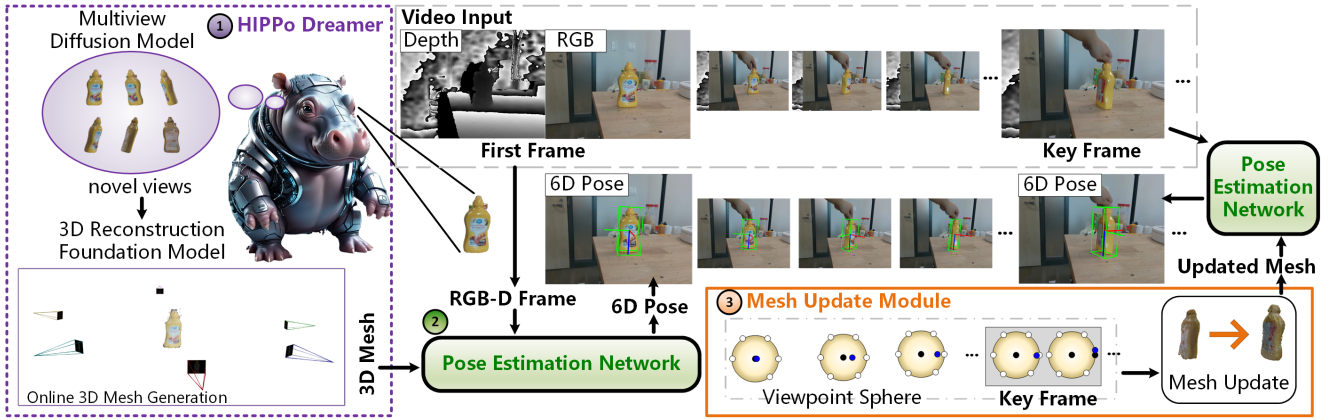 1 HIPPo Dreamer
Multiview
Diffusion Model
novel views
3D Reconstruction
Foundation Model
Online 3D Mesh Generation
3D Mesh
Video Input
Depth
RGB
...
...
First Frame
Key Frame
6D Pose
6D Pose
...
...
RGB-D Frame
6D Pose
2
Pose Estimation Network
Pose
Estimation
Network
Updated Mesh
3 Mesh Update Module
...
...
Viewpoint Sphere
Key Frame
Mesh Update